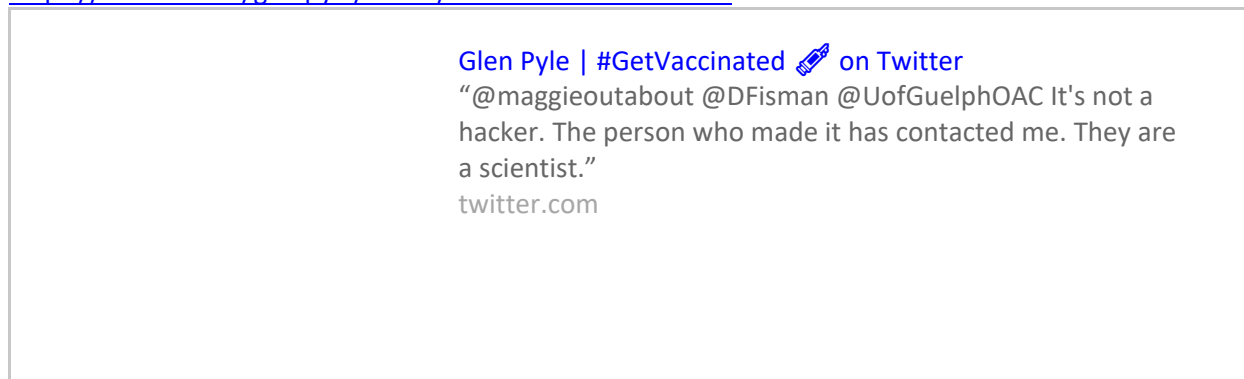 Glen Pyle | #GetVaccinated 💉 on Twitter
“@maggieoutabout @DFisman @UofGuelphOAC It's not a
hacker. The person who made it has contacted me. They are
a scientist.”
twitter.com